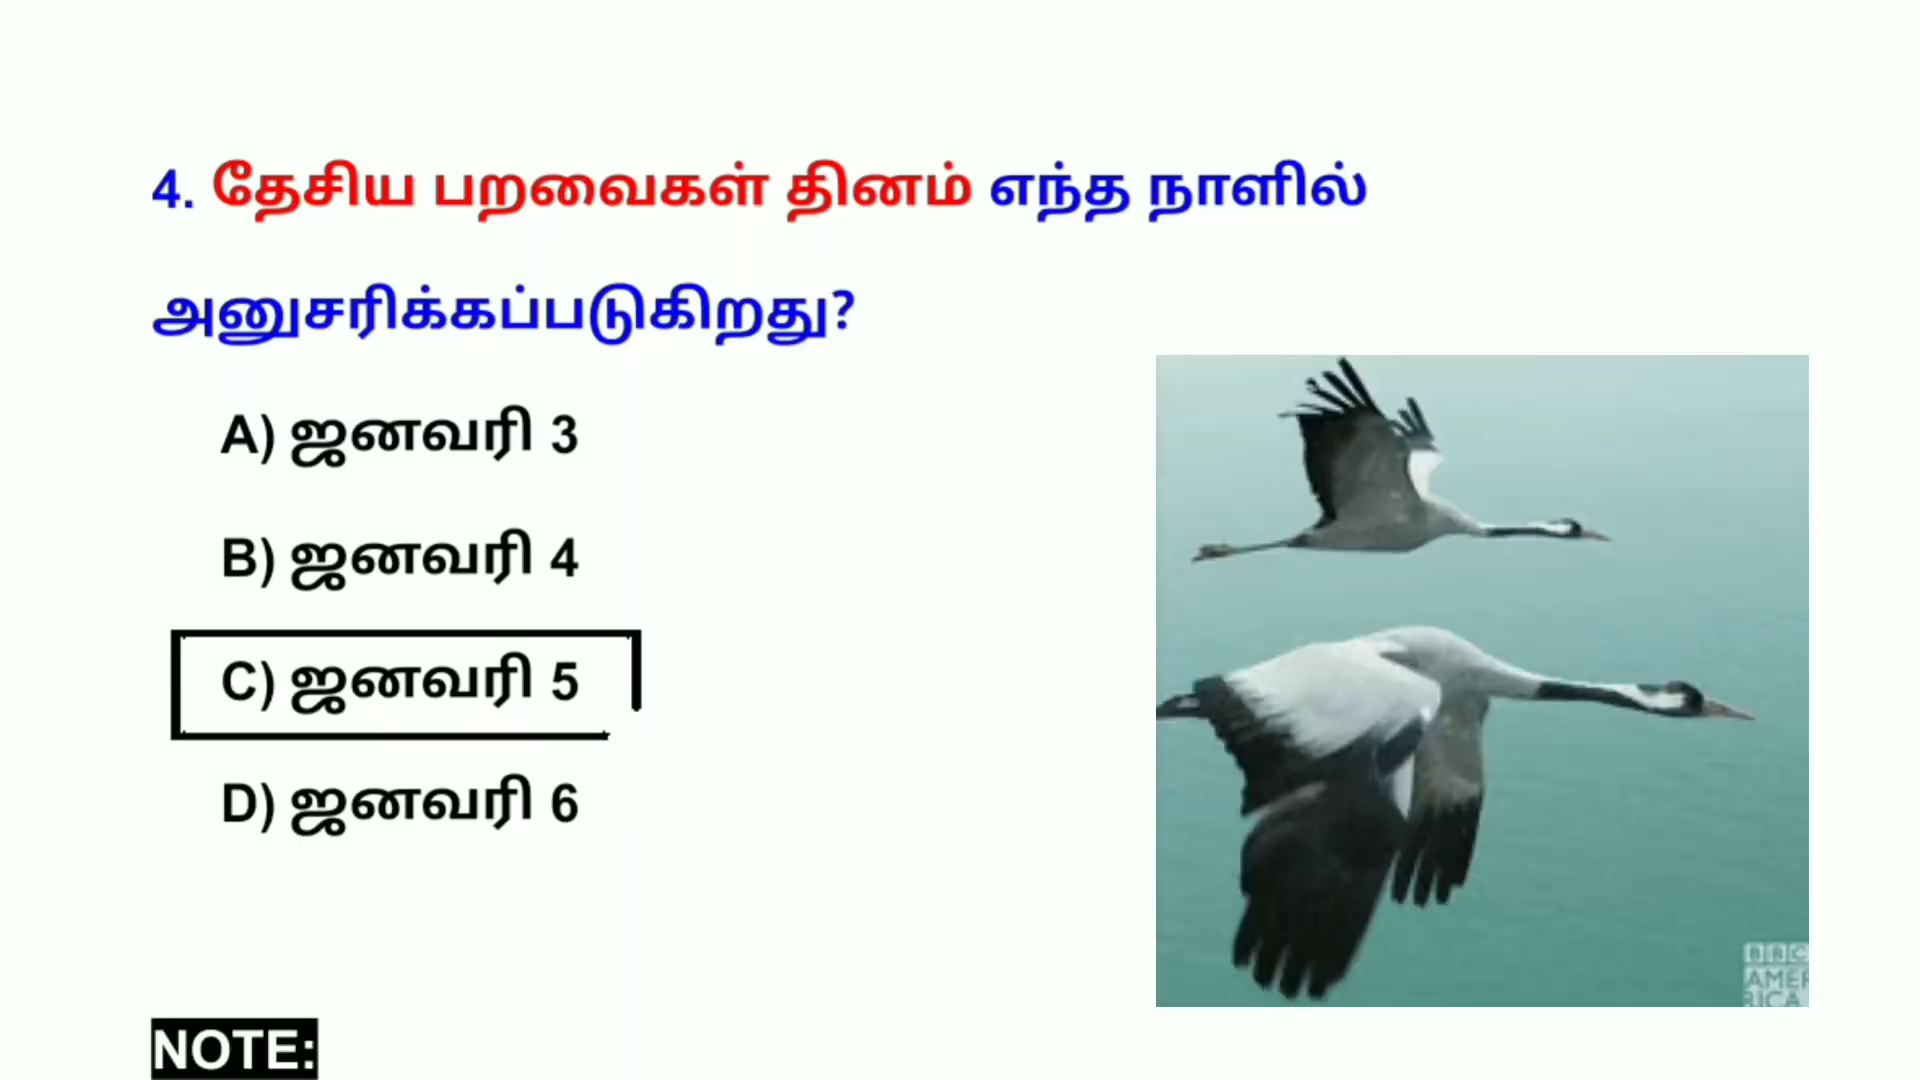 4. தேசிய பறவைகள் தினம் எந்த நாளில்
அனுசரிக்கப்படுகிறது?
A) ஜனவரி 3
B) ஜனவரி 4
C) ஜனவரி 5
D) ஜனவரி 6
BBC
AMER
RICA
NOTE: